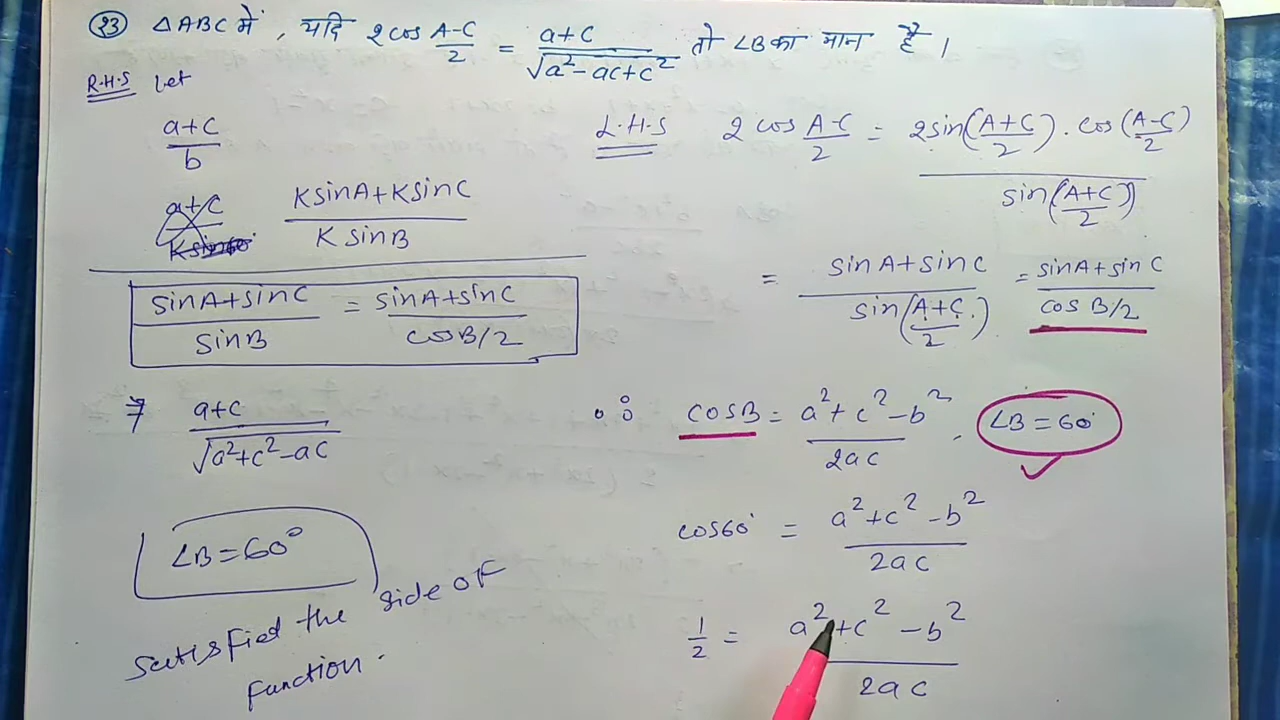 23 △ABC में, यदि 2cos (A-C)/2 = (a+c)/√(a²-ac+c²) तो ∠B का मान है।
R.H.S Let
(a+c)/b
(KsinA+KsinC)/(K sinB)
(sinA+sinC)/sinB = (sinA+sinC)/(cosB/2)
(a+c)/√(a²+c²-ac)
∠B=60°
Satisfied the side of
function.
L.H.S 2 cos (A-C)/2 = 2sin((A+C)/2).cos((A-C)/2) / sin((A+C)/2)
= (sinA+sinC)/sin((A+C)/2) = (sinA+sinC)/(cos B/2)
cosB = (a²+c²-b²)/2ac, ∠B=60°
cos60° = (a²+c²-b²)/2ac
1/2 = (a²+c²-b²)/2ac